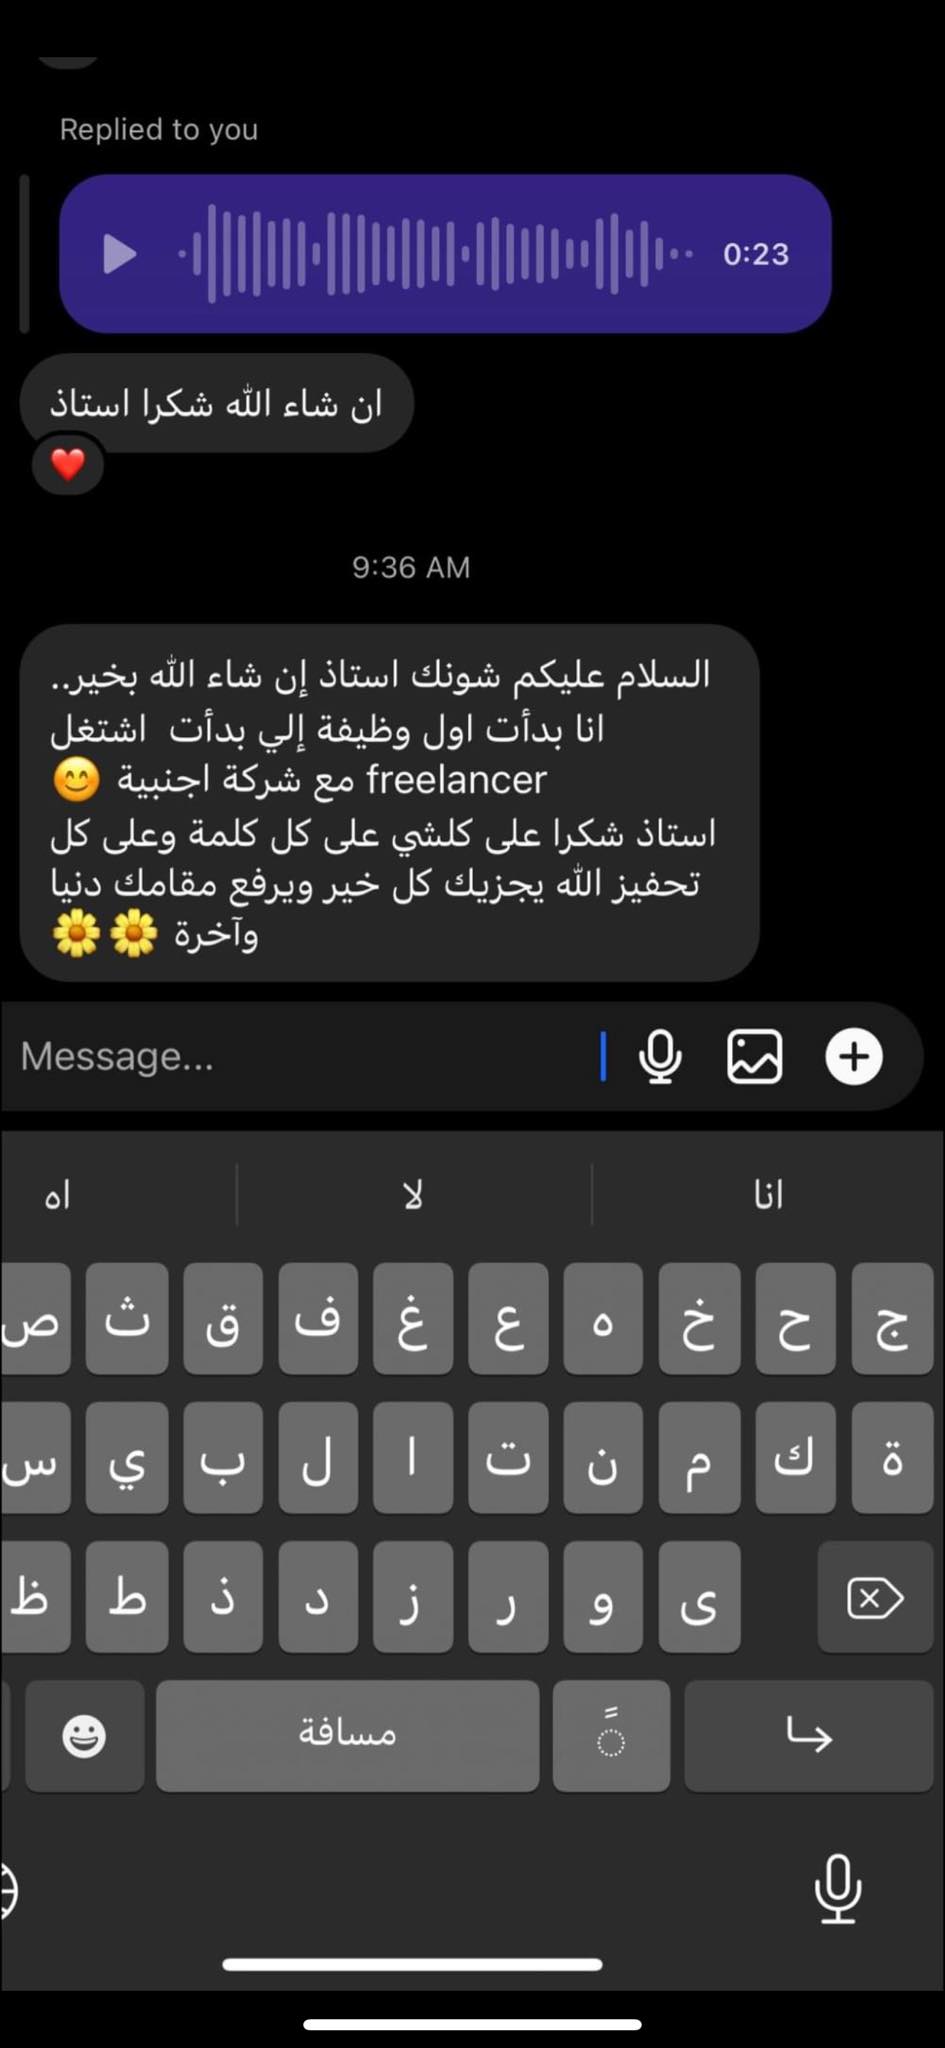 Replied to you
0:23
ان شاء الله شكرا استاذ
9:36 AM
السلام عليكم شونك استاذ إن شاء الله بخير..
انا بدأت اول وظيفة إلي بدأت  اشتغل
freelancer مع شركة اجنبية 😊
استاذ شكرا على كلشي على كل كلمة وعلى كل
تحفيز الله يجزيك كل خير ويرفع مقامك دنيا
وآخرة 🌼🌼
Message...
انا لا اه
ج ح خ ه ع غ ف ق ث ص
ة ك م ن ت ا ل ب ي س
ى و ر ز د ذ ط ظ
مسافة